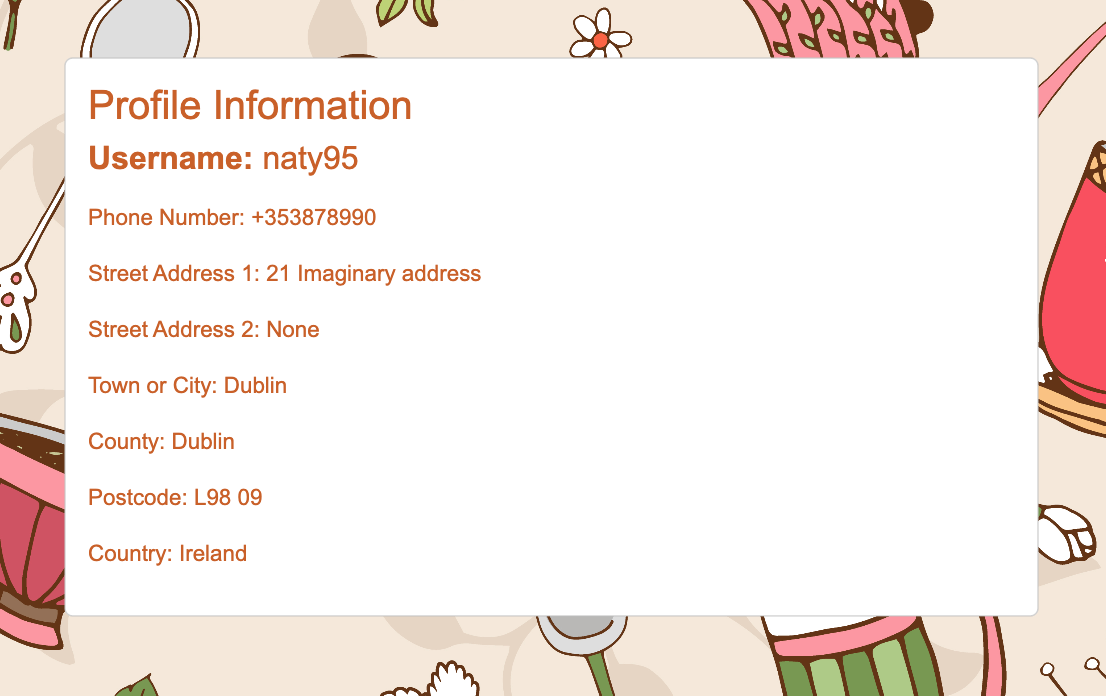 Profile Information
Username: naty95
Phone Number: +353878990
Street Address 1: 21 Imaginary address
Street Address 2: None
Town or City: Dublin
County: Dublin
Postcode: L98 09
Country: Ireland